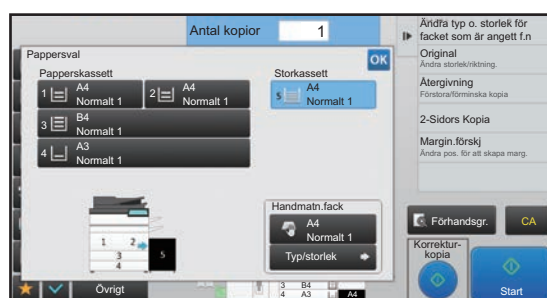 Antal kopior 1
Pappersval
OK
Papperskassett
1 A4
Normalt 1
2 A4
Normalt 1
3 B4
Normalt 1
4 A3
Normalt 1
Storkassett
5 A4
Normalt 1
1 2
3
4
5
Handmatn.fack
A4
Normalt 1
Typ/storlek
Övrigt
3 B4
4 A3
A4
Ändra typ o. storlek för
facket som är angett f.n
Original
Ändra storlek/riktning.
Återgivning
Förstora/förminska kopia
2-Sidors Kopia
Margin.förskj
Ändra pos. för att skapa marg.
Förhandsgr.
CA
Korrektur-
kopia
Start